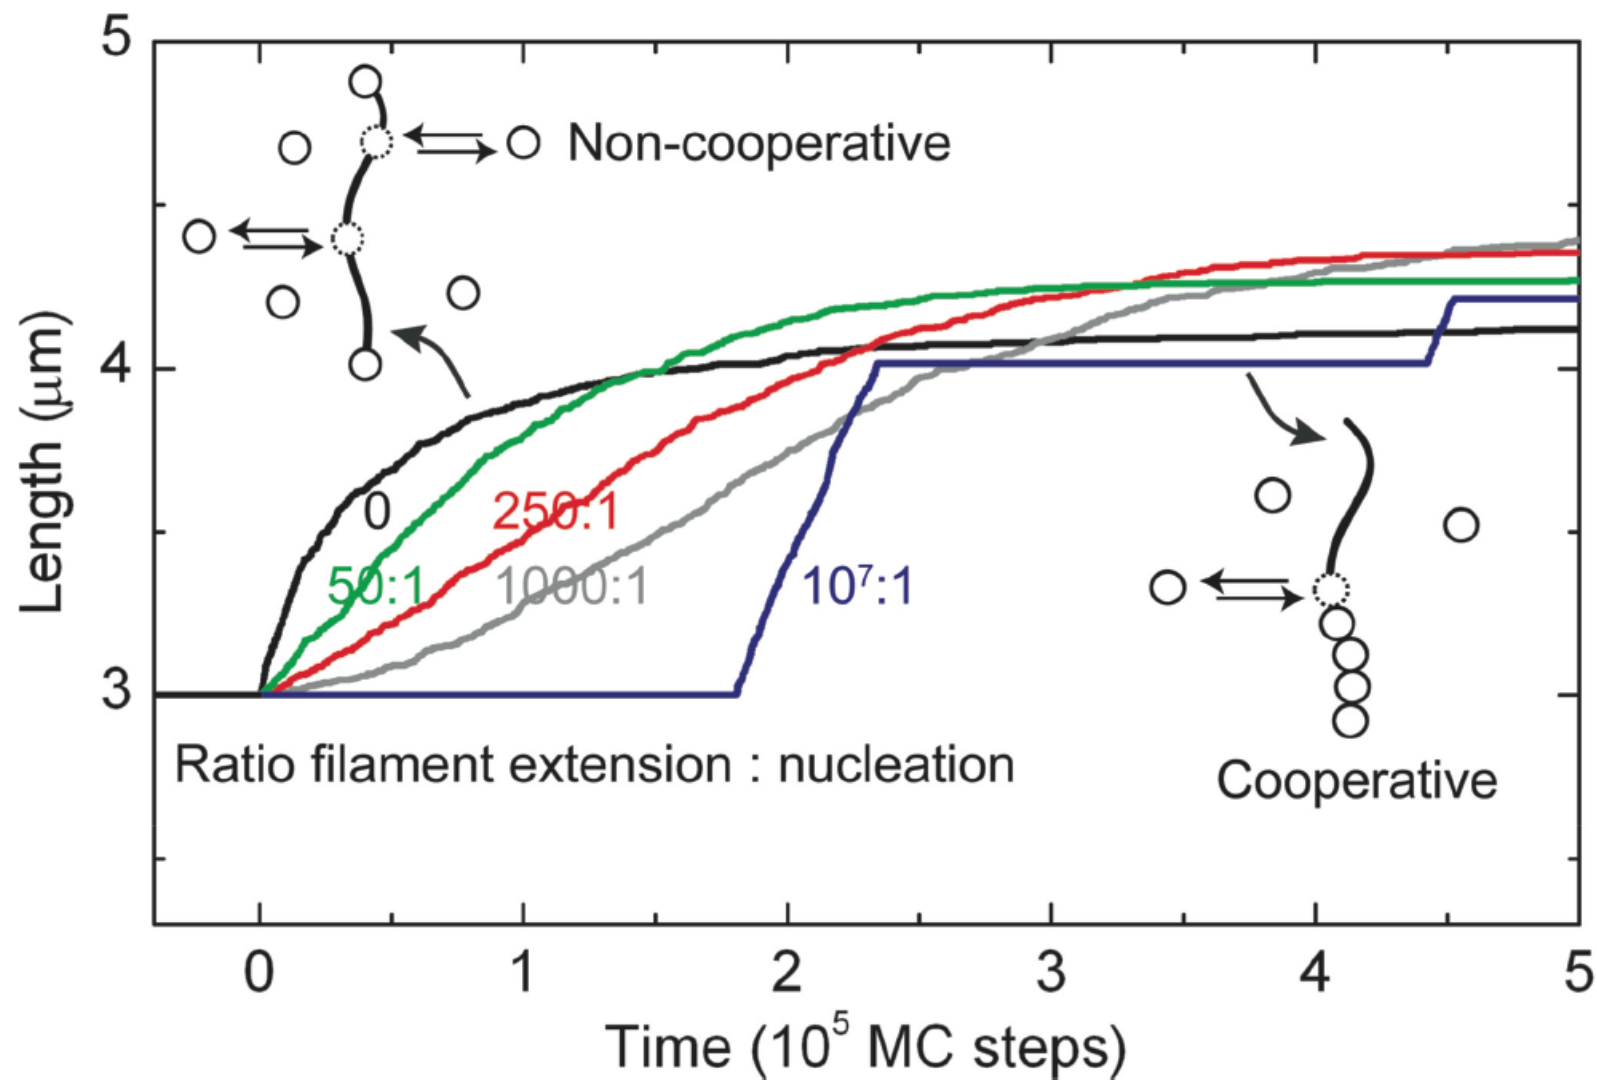 5
4
3
Length (μm)
Non-cooperative
0
250:1
50:1
1000:1
10⁷:1
Ratio filament extension : nucleation
Cooperative
0 1 2 3 4 5
Time (10⁵ MC steps)